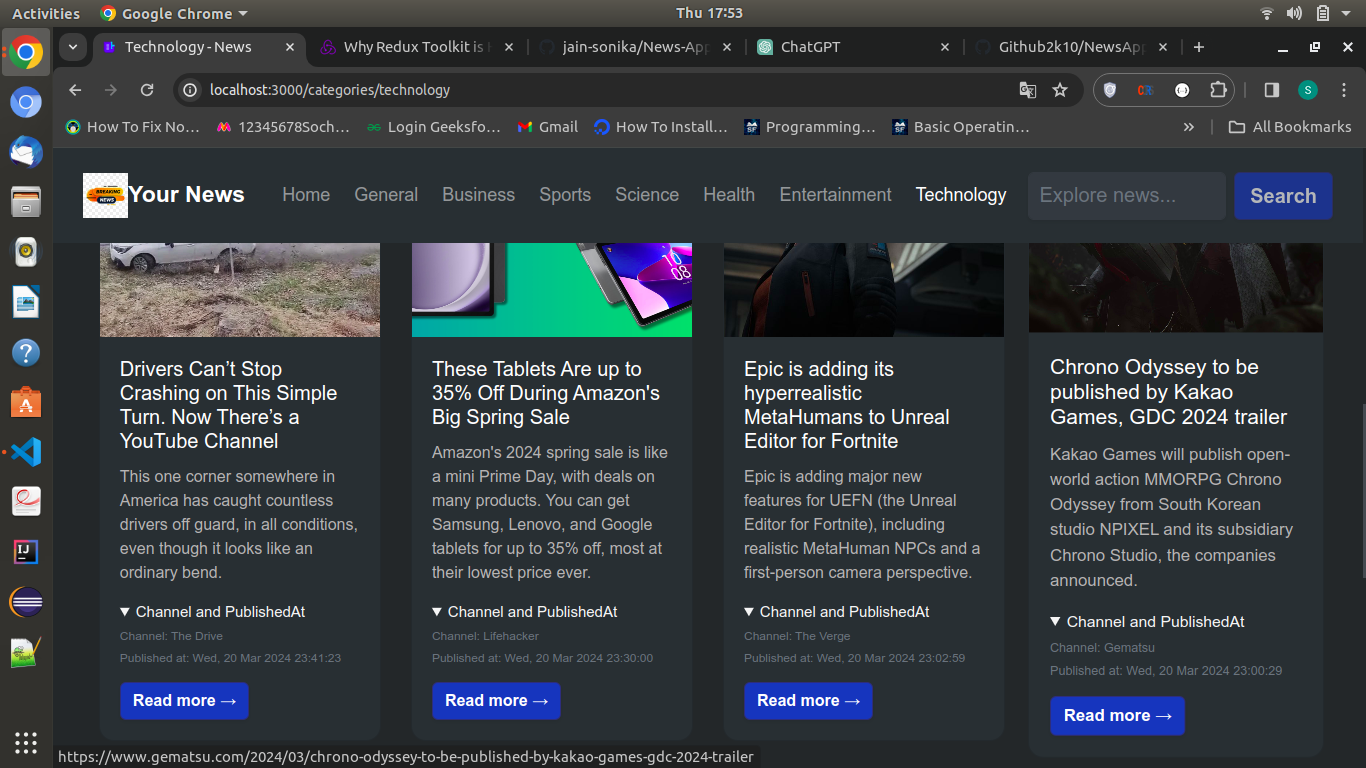 Activities
Google Chrome
Thu 17:53
Technology - News
Why Redux Toolkit is
jain-sonika/News-App
ChatGPT
Github2k10/NewsApp
localhost:3000/categories/technology
How To Fix No…
12345678Soch…
Login Geeksfo…
Gmail
How To Install…
Programming…
Basic Operatin…
»
All Bookmarks
BREAKING
NEWS
Your News
Home
General
Business
Sports
Science
Health
Entertainment
Technology
Explore news...
Search
Drivers Can’t Stop
Crashing on This Simple
Turn. Now There’s a
YouTube Channel
This one corner somewhere in
America has caught countless
drivers off guard, in all conditions,
even though it looks like an
ordinary bend.
▼ Channel and PublishedAt
Channel: The Drive
Published at: Wed, 20 Mar 2024 23:41:23
Read more →
10
08
These Tablets Are up to
35% Off During Amazon's
Big Spring Sale
Amazon's 2024 spring sale is like
a mini Prime Day, with deals on
many products. You can get
Samsung, Lenovo, and Google
tablets for up to 35% off, most at
their lowest price ever.
▼ Channel and PublishedAt
Channel: Lifehacker
Published at: Wed, 20 Mar 2024 23:30:00
Read more →
Epic is adding its
hyperrealistic
MetaHumans to Unreal
Editor for Fortnite
Epic is adding major new
features for UEFN (the Unreal
Editor for Fortnite), including
realistic MetaHuman NPCs and a
first-person camera perspective.
▼ Channel and PublishedAt
Channel: The Verge
Published at: Wed, 20 Mar 2024 23:02:59
Read more →
Chrono Odyssey to be
published by Kakao
Games, GDC 2024 trailer
Kakao Games will publish open-
world action MMORPG Chrono
Odyssey from South Korean
studio NPIXEL and its subsidiary
Chrono Studio, the companies
announced.
▼ Channel and PublishedAt
Channel: Gematsu
Published at: Wed, 20 Mar 2024 23:00:29
Read more →
https://www.gematsu.com/2024/03/chrono-odyssey-to-be-published-by-kakao-games-gdc-2024-trailer